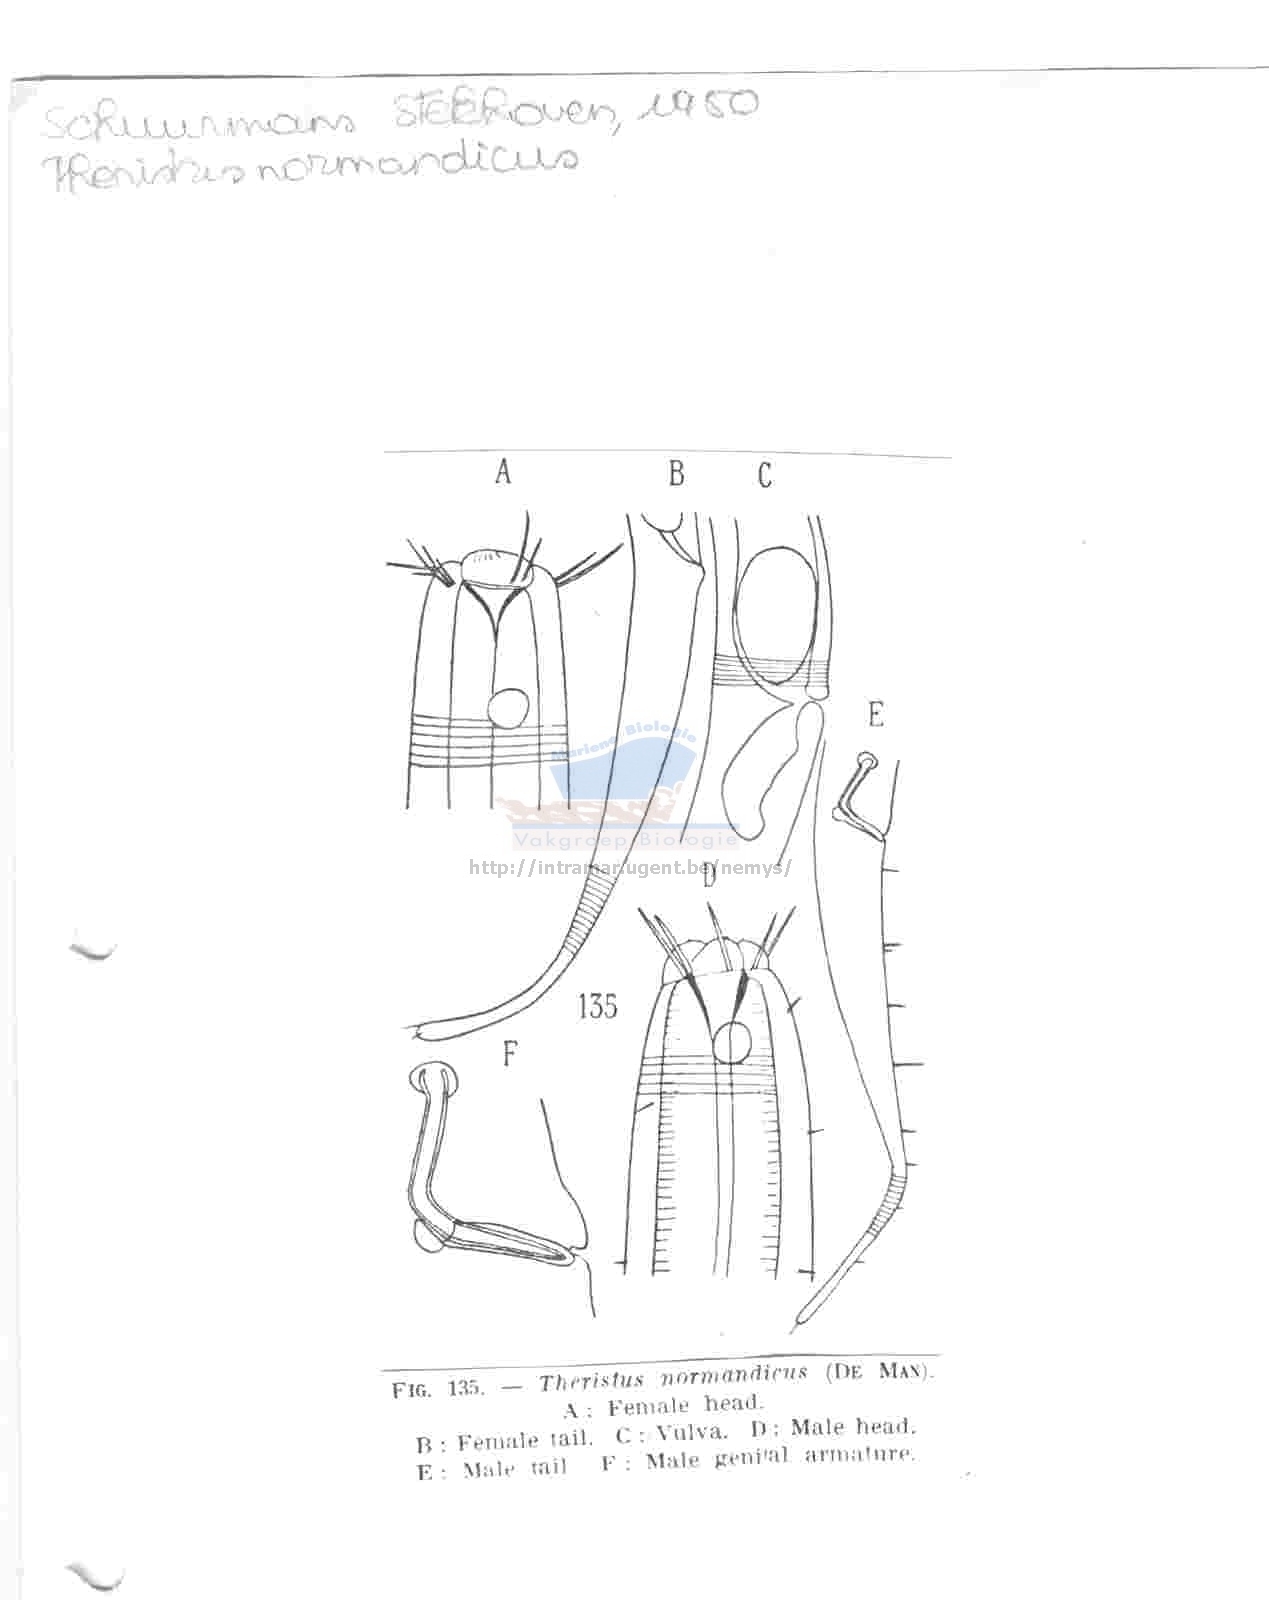 Schuurmans Stekhoven, 1950
Theristus normandicus
A
B
C
E
Mariene Biologie
Vakgroep Biologie
http://intramar.ugent.be/nemys/
D
135
F
FIG. 135. — Theristus normandicus (DE MAN).
A : Female head.
B : Female tail. C : Vulva. D : Male head.
E : Male tail F : Male genital armature.